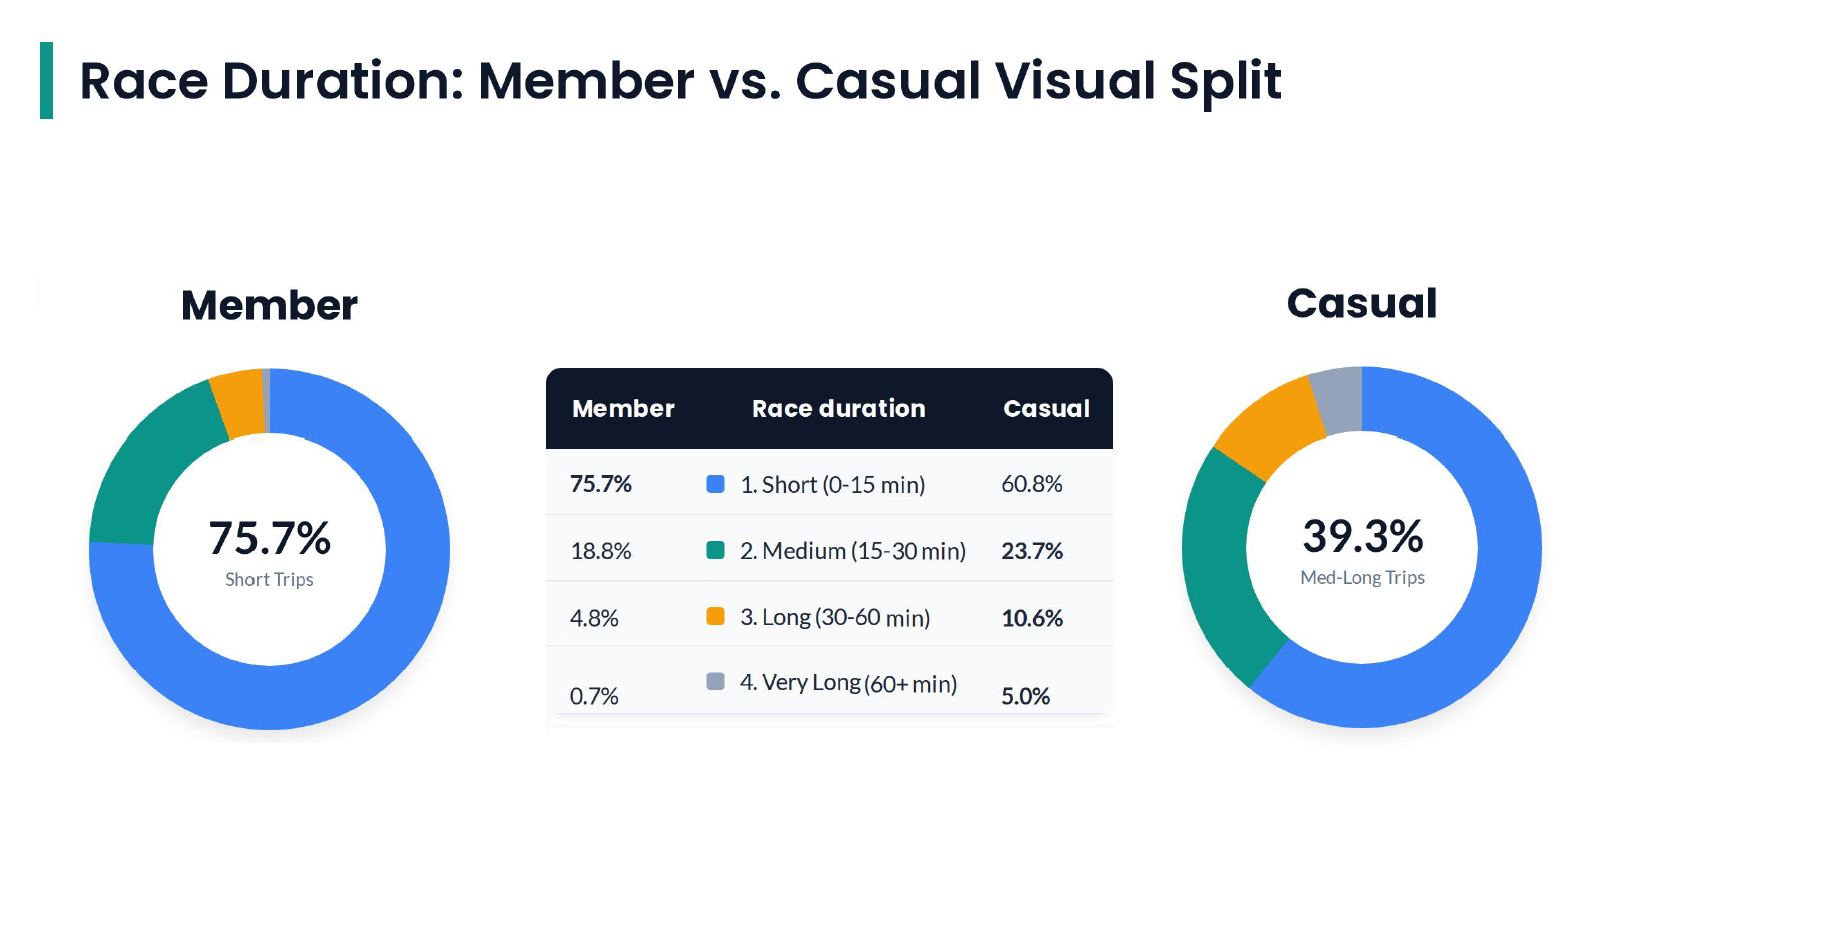 Race Duration: Member vs. Casual Visual Split
Member
75.7%
Short Trips
Member Race duration Casual
75.7% 1. Short (0-15 min) 60.8%
18.8% 2. Medium (15-30 min) 23.7%
4.8% 3. Long (30-60 min) 10.6%
0.7% 4. Very Long (60+ min) 5.0%
Casual
39.3%
Med-Long Trips